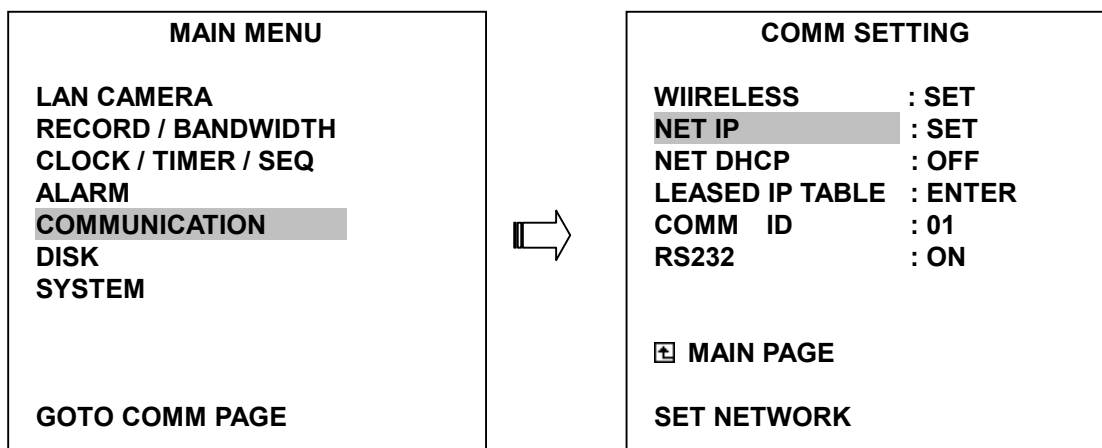 MAIN MENU
LAN CAMERA
RECORD / BANDWIDTH
CLOCK / TIMER / SEQ
ALARM
COMMUNICATION
DISK
SYSTEM
GOTO COMM PAGE
COMM SETTING
WIIRELESS : SET
NET IP : SET
NET DHCP : OFF
LEASED IP TABLE : ENTER
COMM ID : 01
RS232 : ON
MAIN PAGE
SET NETWORK